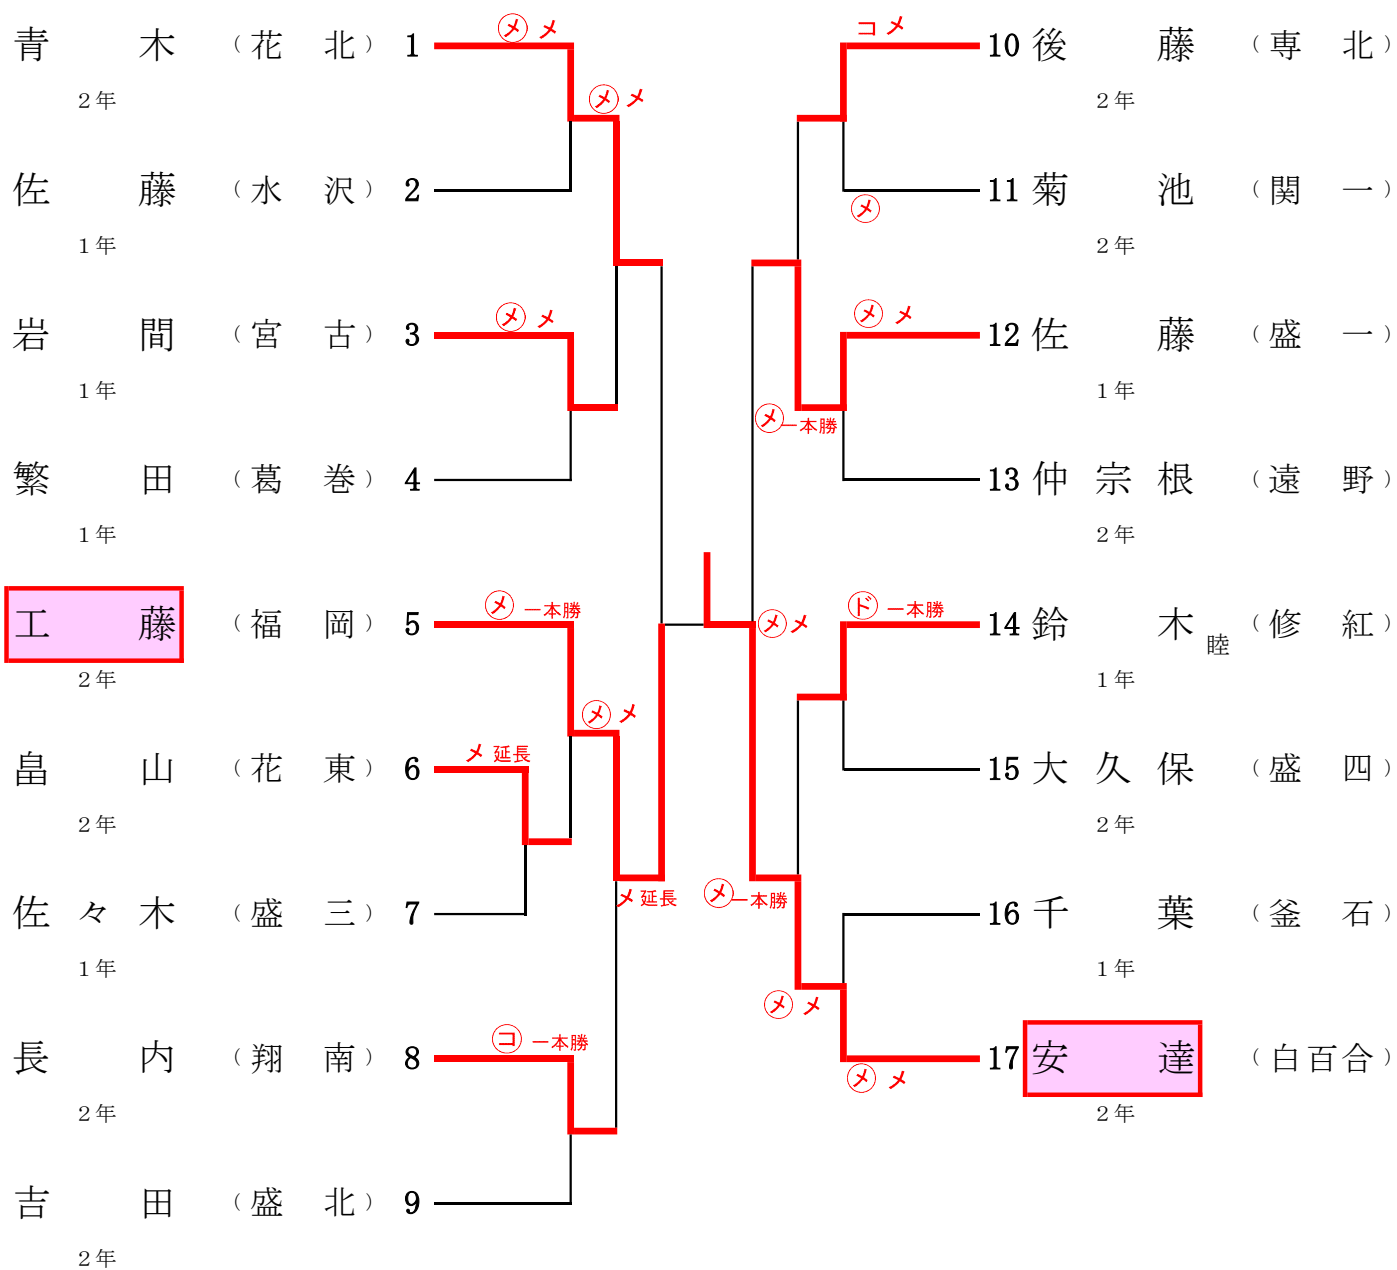 青木（花北）1
2年
佐藤（水沢）2
1年
岩間（宮古）3
1年
繁田（葛巻）4
1年
工藤（福岡）5
2年
畠山（花東）6
2年
佐々木（盛三）7
1年
長内（翔南）8
2年
吉田（盛北）9
2年
メ メ
メ メ
メ メ
メ 一本勝
メ メ
メ 延長
メ 延長
コ 一本勝
コ メ
メ
メ メ
メ 一本勝
ド 一本勝
メ メ
メ 一本勝
メ メ
メ メ
10 後藤（専北）
2年
11 菊池（関一）
2年
12 佐藤（盛一）
1年
13 仲宗根（遠野）
2年
14 鈴木睦（修紅）
1年
15 大久保（盛四）
2年
16 千葉（釜石）
1年
17 安達（白百合）
2年